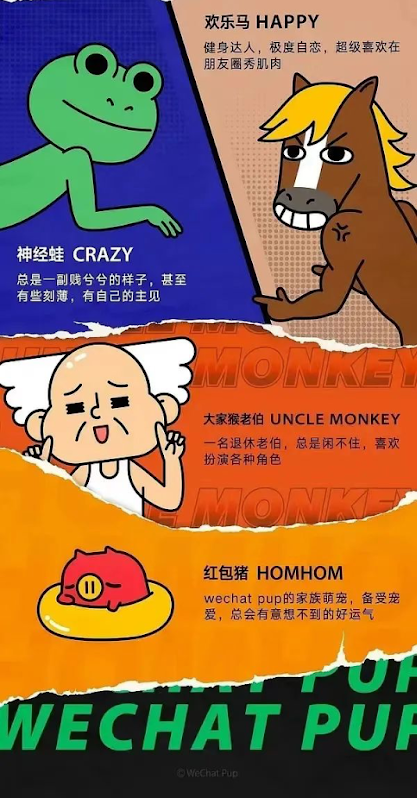 欢乐马 HAPPY
健身达人，极度自恋，超级喜欢在
朋友圈秀肌肉
神经蛙 CRAZY
总是一副贱兮兮的样子，甚至
有些刻薄，有自己的主见
MONKEY
大家猴老伯 UNCLE MONKEY
一名退休老伯，总是闲不住，喜欢
扮演各种角色
E MONKE
红包猪 HOMHOM
wechat pup的家族萌宠，备受宠
爱，总会有意想不到的好运气
WECHAT PUP
© WeChat Pup